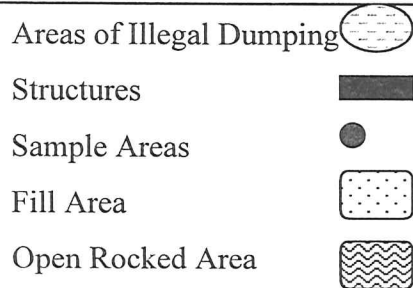 Areas of Illegal Dumping
Structures
Sample Areas
Fill Area
Open Rocked Area